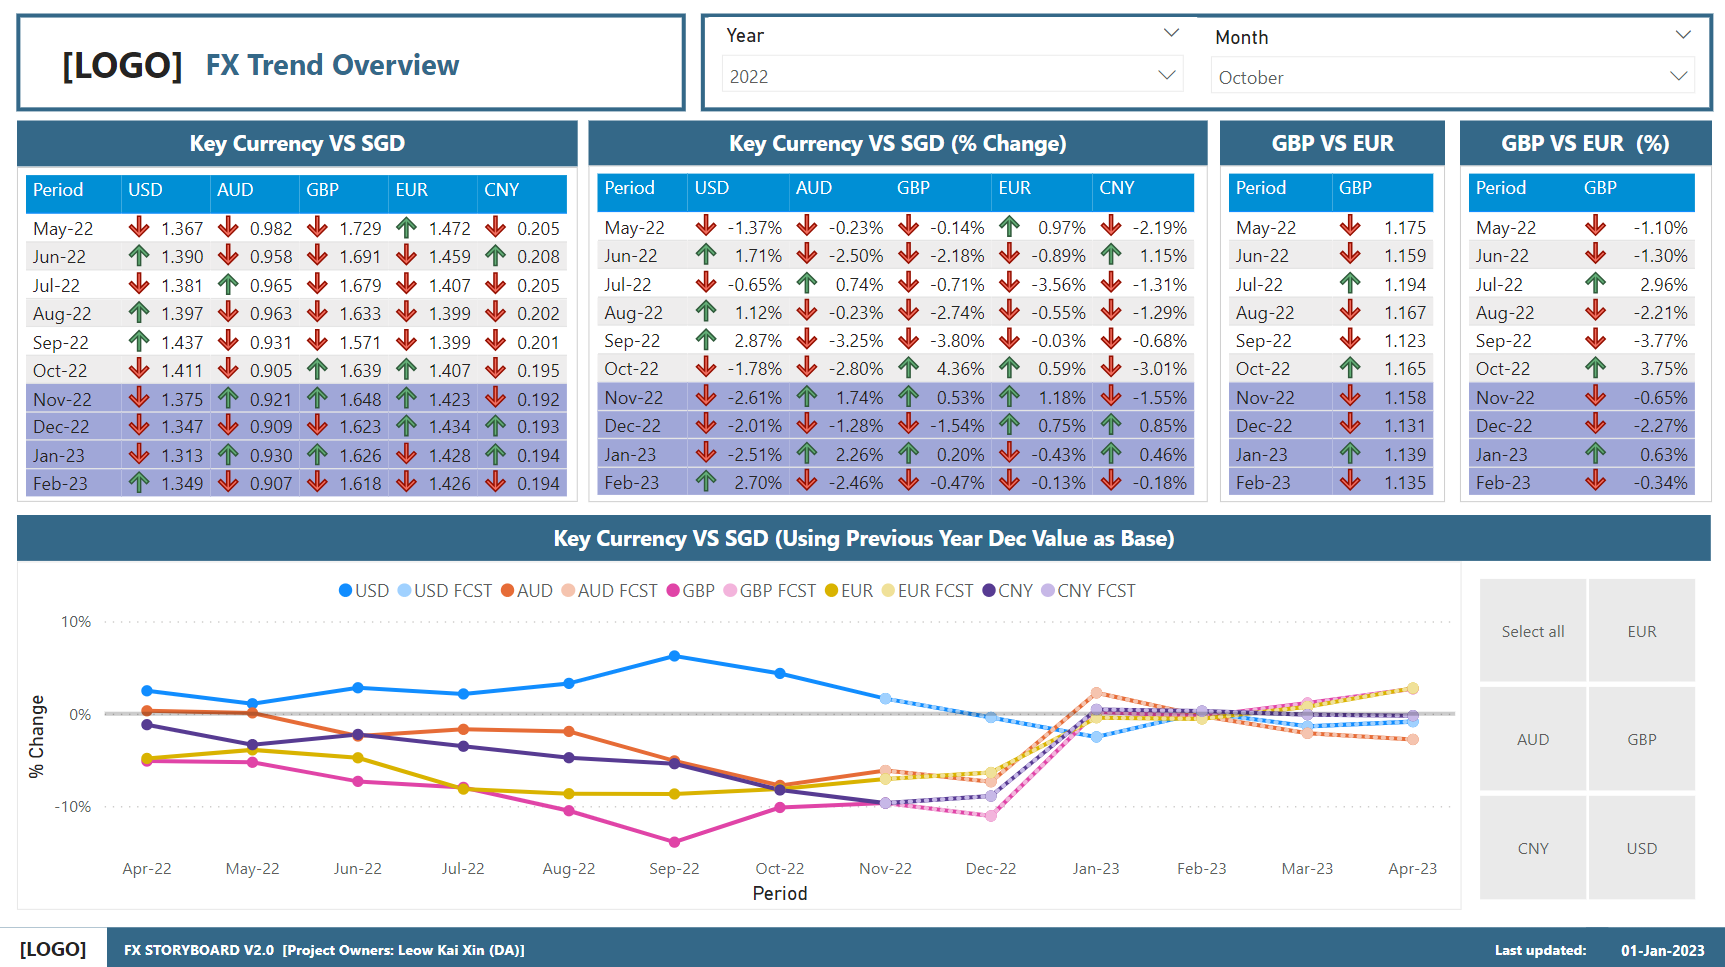 [LOGO] FX Trend Overview
Year
2022
Month
October
Key Currency VS SGD
Period USD AUD GBP EUR CNY
May-22 1.367 0.982 1.729 1.472 0.205
Jun-22 1.390 0.958 1.691 1.459 0.208
Jul-22 1.381 0.965 1.679 1.407 0.205
Aug-22 1.397 0.963 1.633 1.399 0.202
Sep-22 1.437 0.931 1.571 1.399 0.201
Oct-22 1.411 0.905 1.639 1.407 0.195
Nov-22 1.375 0.921 1.648 1.423 0.192
Dec-22 1.347 0.909 1.623 1.434 0.193
Jan-23 1.313 0.930 1.626 1.428 0.194
Feb-23 1.349 0.907 1.618 1.426 0.194
Key Currency VS SGD (% Change)
Period USD AUD GBP EUR CNY
May-22 -1.37% -0.23% -0.14% 0.97% -2.19%
Jun-22 1.71% -2.50% -2.18% -0.89% 1.15%
Jul-22 -0.65% 0.74% -0.71% -3.56% -1.31%
Aug-22 1.12% -0.23% -2.74% -0.55% -1.29%
Sep-22 2.87% -3.25% -3.80% -0.03% -0.68%
Oct-22 -1.78% -2.80% 4.36% 0.59% -3.01%
Nov-22 -2.61% 1.74% 0.53% 1.18% -1.55%
Dec-22 -2.01% -1.28% -1.54% 0.75% 0.85%
Jan-23 -2.51% 2.26% 0.20% -0.43% 0.46%
Feb-23 2.70% -2.46% -0.47% -0.13% -0.18%
GBP VS EUR
Period GBP
May-22 1.175
Jun-22 1.159
Jul-22 1.194
Aug-22 1.167
Sep-22 1.123
Oct-22 1.165
Nov-22 1.158
Dec-22 1.131
Jan-23 1.139
Feb-23 1.135
GBP VS EUR (%)
Period GBP
May-22 -1.10%
Jun-22 -1.30%
Jul-22 2.96%
Aug-22 -2.21%
Sep-22 -3.77%
Oct-22 3.75%
Nov-22 -0.65%
Dec-22 -2.27%
Jan-23 0.63%
Feb-23 -0.34%
Key Currency VS SGD (Using Previous Year Dec Value as Base)
USD USD FCST AUD AUD FCST GBP GBP FCST EUR EUR FCST CNY CNY FCST
10%
0%
-10%
% Change
Apr-22 May-22 Jun-22 Jul-22 Aug-22 Sep-22 Oct-22 Nov-22 Dec-22 Jan-23 Feb-23 Mar-23 Apr-23
Period
Select all EUR
AUD GBP
CNY USD
[LOGO] FX STORYBOARD V2.0 [Project Owners: Leow Kai Xin (DA)] Last updated: 01-Jan-2023